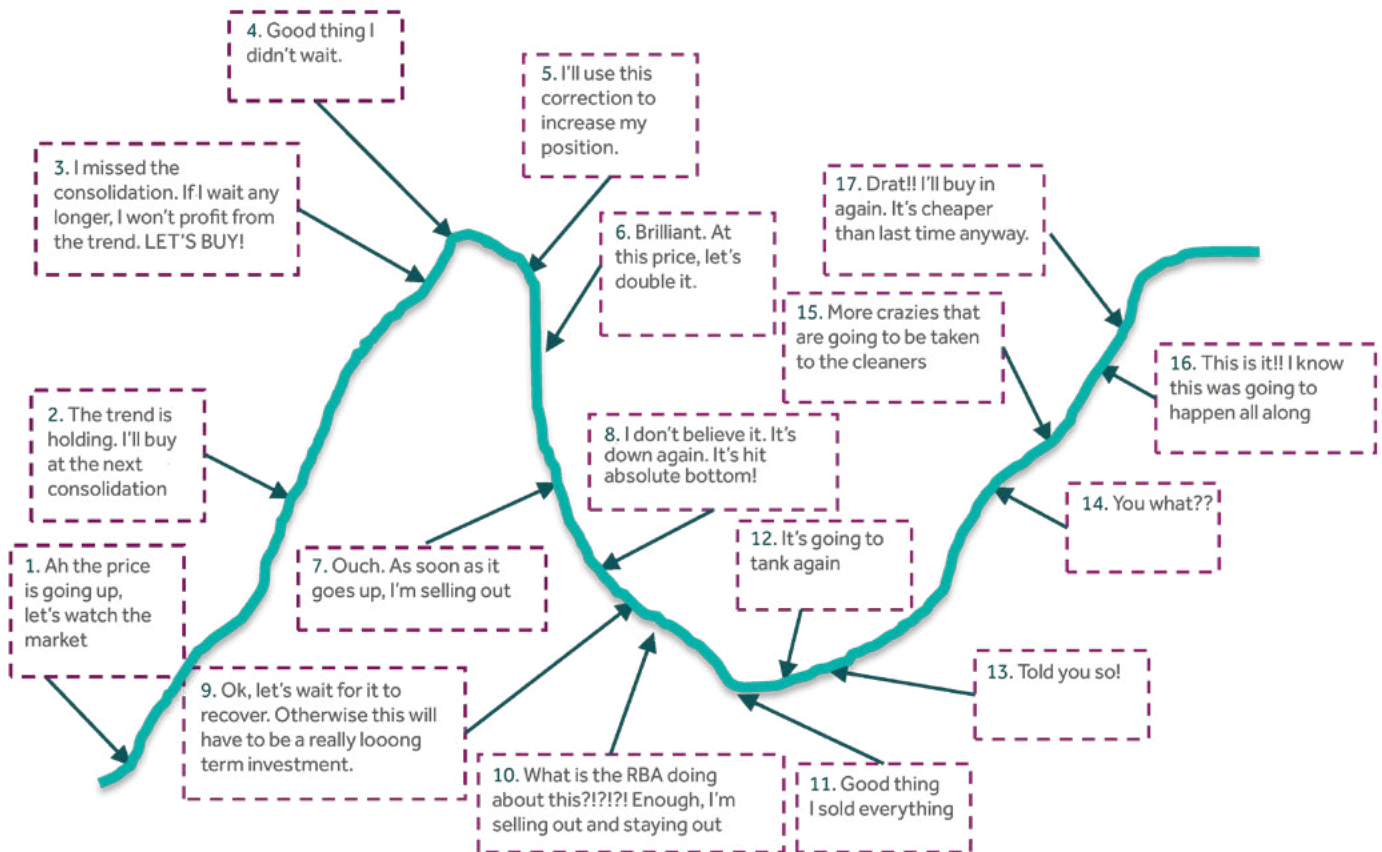 1. Ah the price
is going up,
let's watch the
market
2. The trend is
holding. I'll buy
at the next
consolidation
3. I missed the
consolidation. If I wait any
longer, I won't profit from
the trend. LET'S BUY!
4. Good thing I
didn't wait.
5. I'll use this
correction to
increase my
position.
6. Brilliant. At
this price, let's
double it.
7. Ouch. As soon as it
goes up, I'm selling out
8. I don't believe it. It's
down again. It's hit
absolute bottom!
9. Ok, let's wait for it to
recover. Otherwise this will
have to be a really looong
term investment.
10. What is the RBA doing
about this?!?!?! Enough, I'm
selling out and staying out
11. Good thing
I sold everything
12. It's going to
tank again
13. Told you so!
14. You what??
15. More crazies that
are going to be taken
to the cleaners
16. This is it!! I know
this was going to
happen all along
17. Drat!! I'll buy in
again. It's cheaper
than last time anyway.